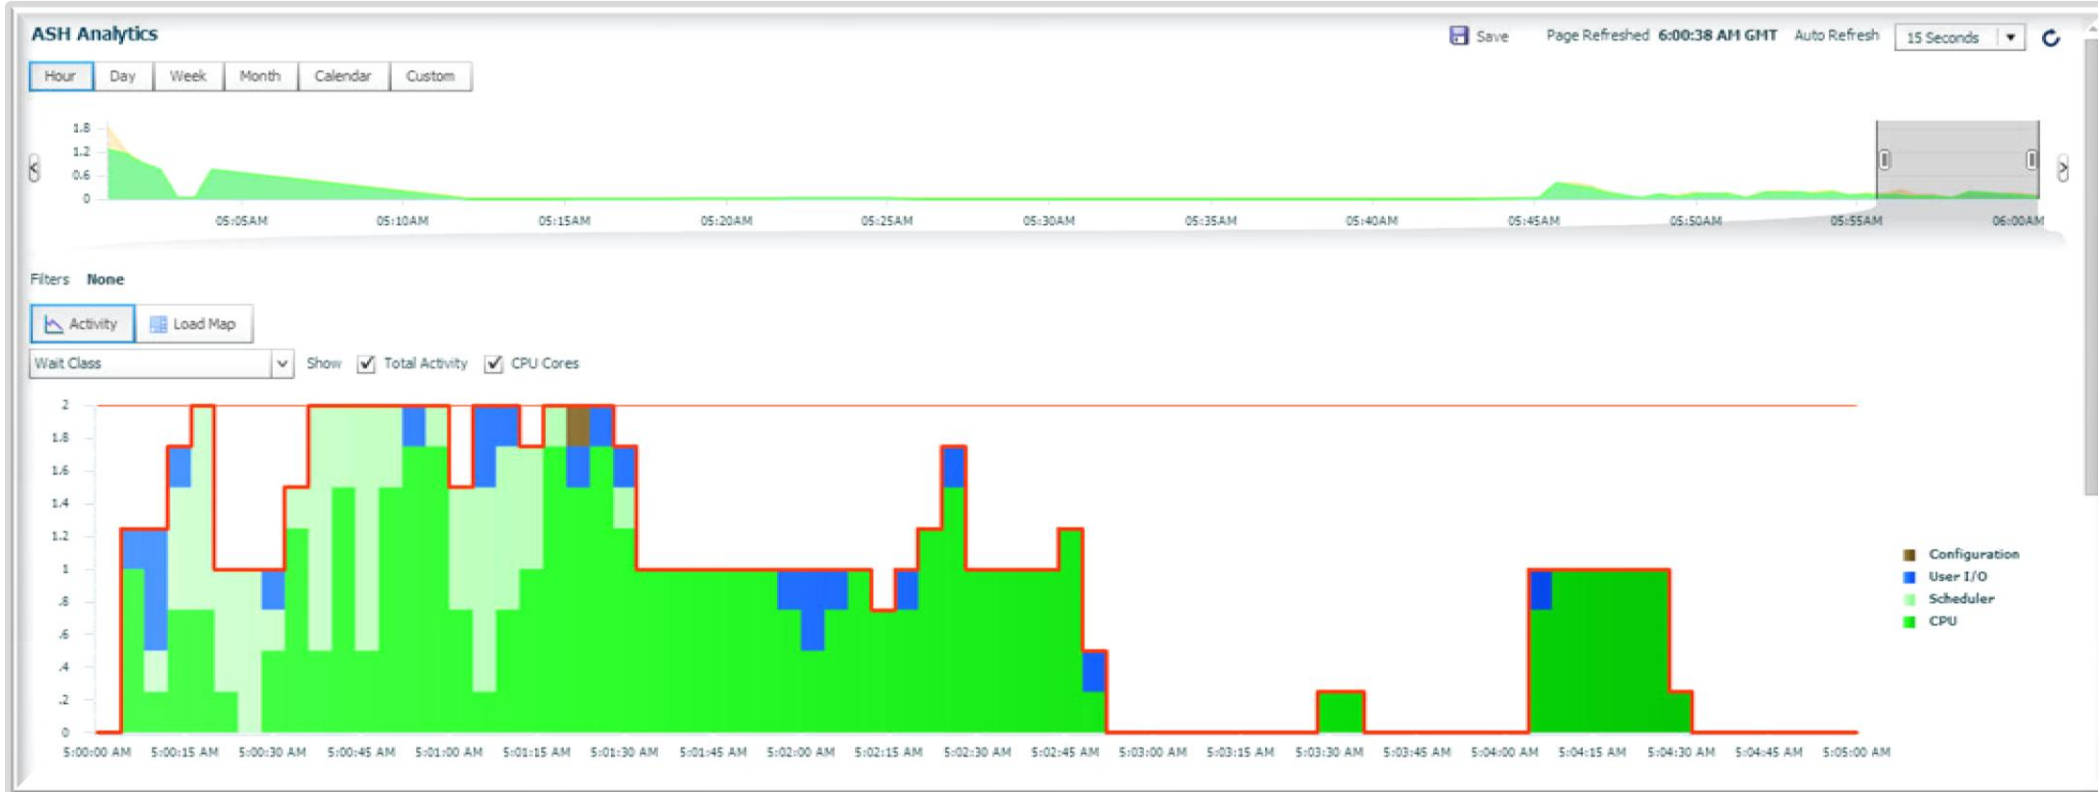 ASH Analytics
Save Page Refreshed 6:00:38 AM GMT Auto Refresh 15 Seconds
Hour Day Week Month Calendar Custom
1.8
1.2
0.6
0
05:05AM 05:10AM 05:15AM 05:20AM 05:25AM 05:30AM 05:35AM 05:40AM 05:45AM 05:50AM 05:55AM 06:00AM
Filters None
Activity Load Map
Wait Class Show Total Activity CPU Cores
2
1.8
1.6
1.4
1.2
1
.8
.6
.4
.2
0
Configuration
User I/O
Scheduler
CPU
5:00:00 AM 5:00:15 AM 5:00:30 AM 5:00:45 AM 5:01:00 AM 5:01:15 AM 5:01:30 AM 5:01:45 AM 5:02:00 AM 5:02:15 AM 5:02:30 AM 5:02:45 AM 5:03:00 AM 5:03:15 AM 5:03:30 AM 5:03:45 AM 5:04:00 AM 5:04:15 AM 5:04:30 AM 5:04:45 AM 5:05:00 AM